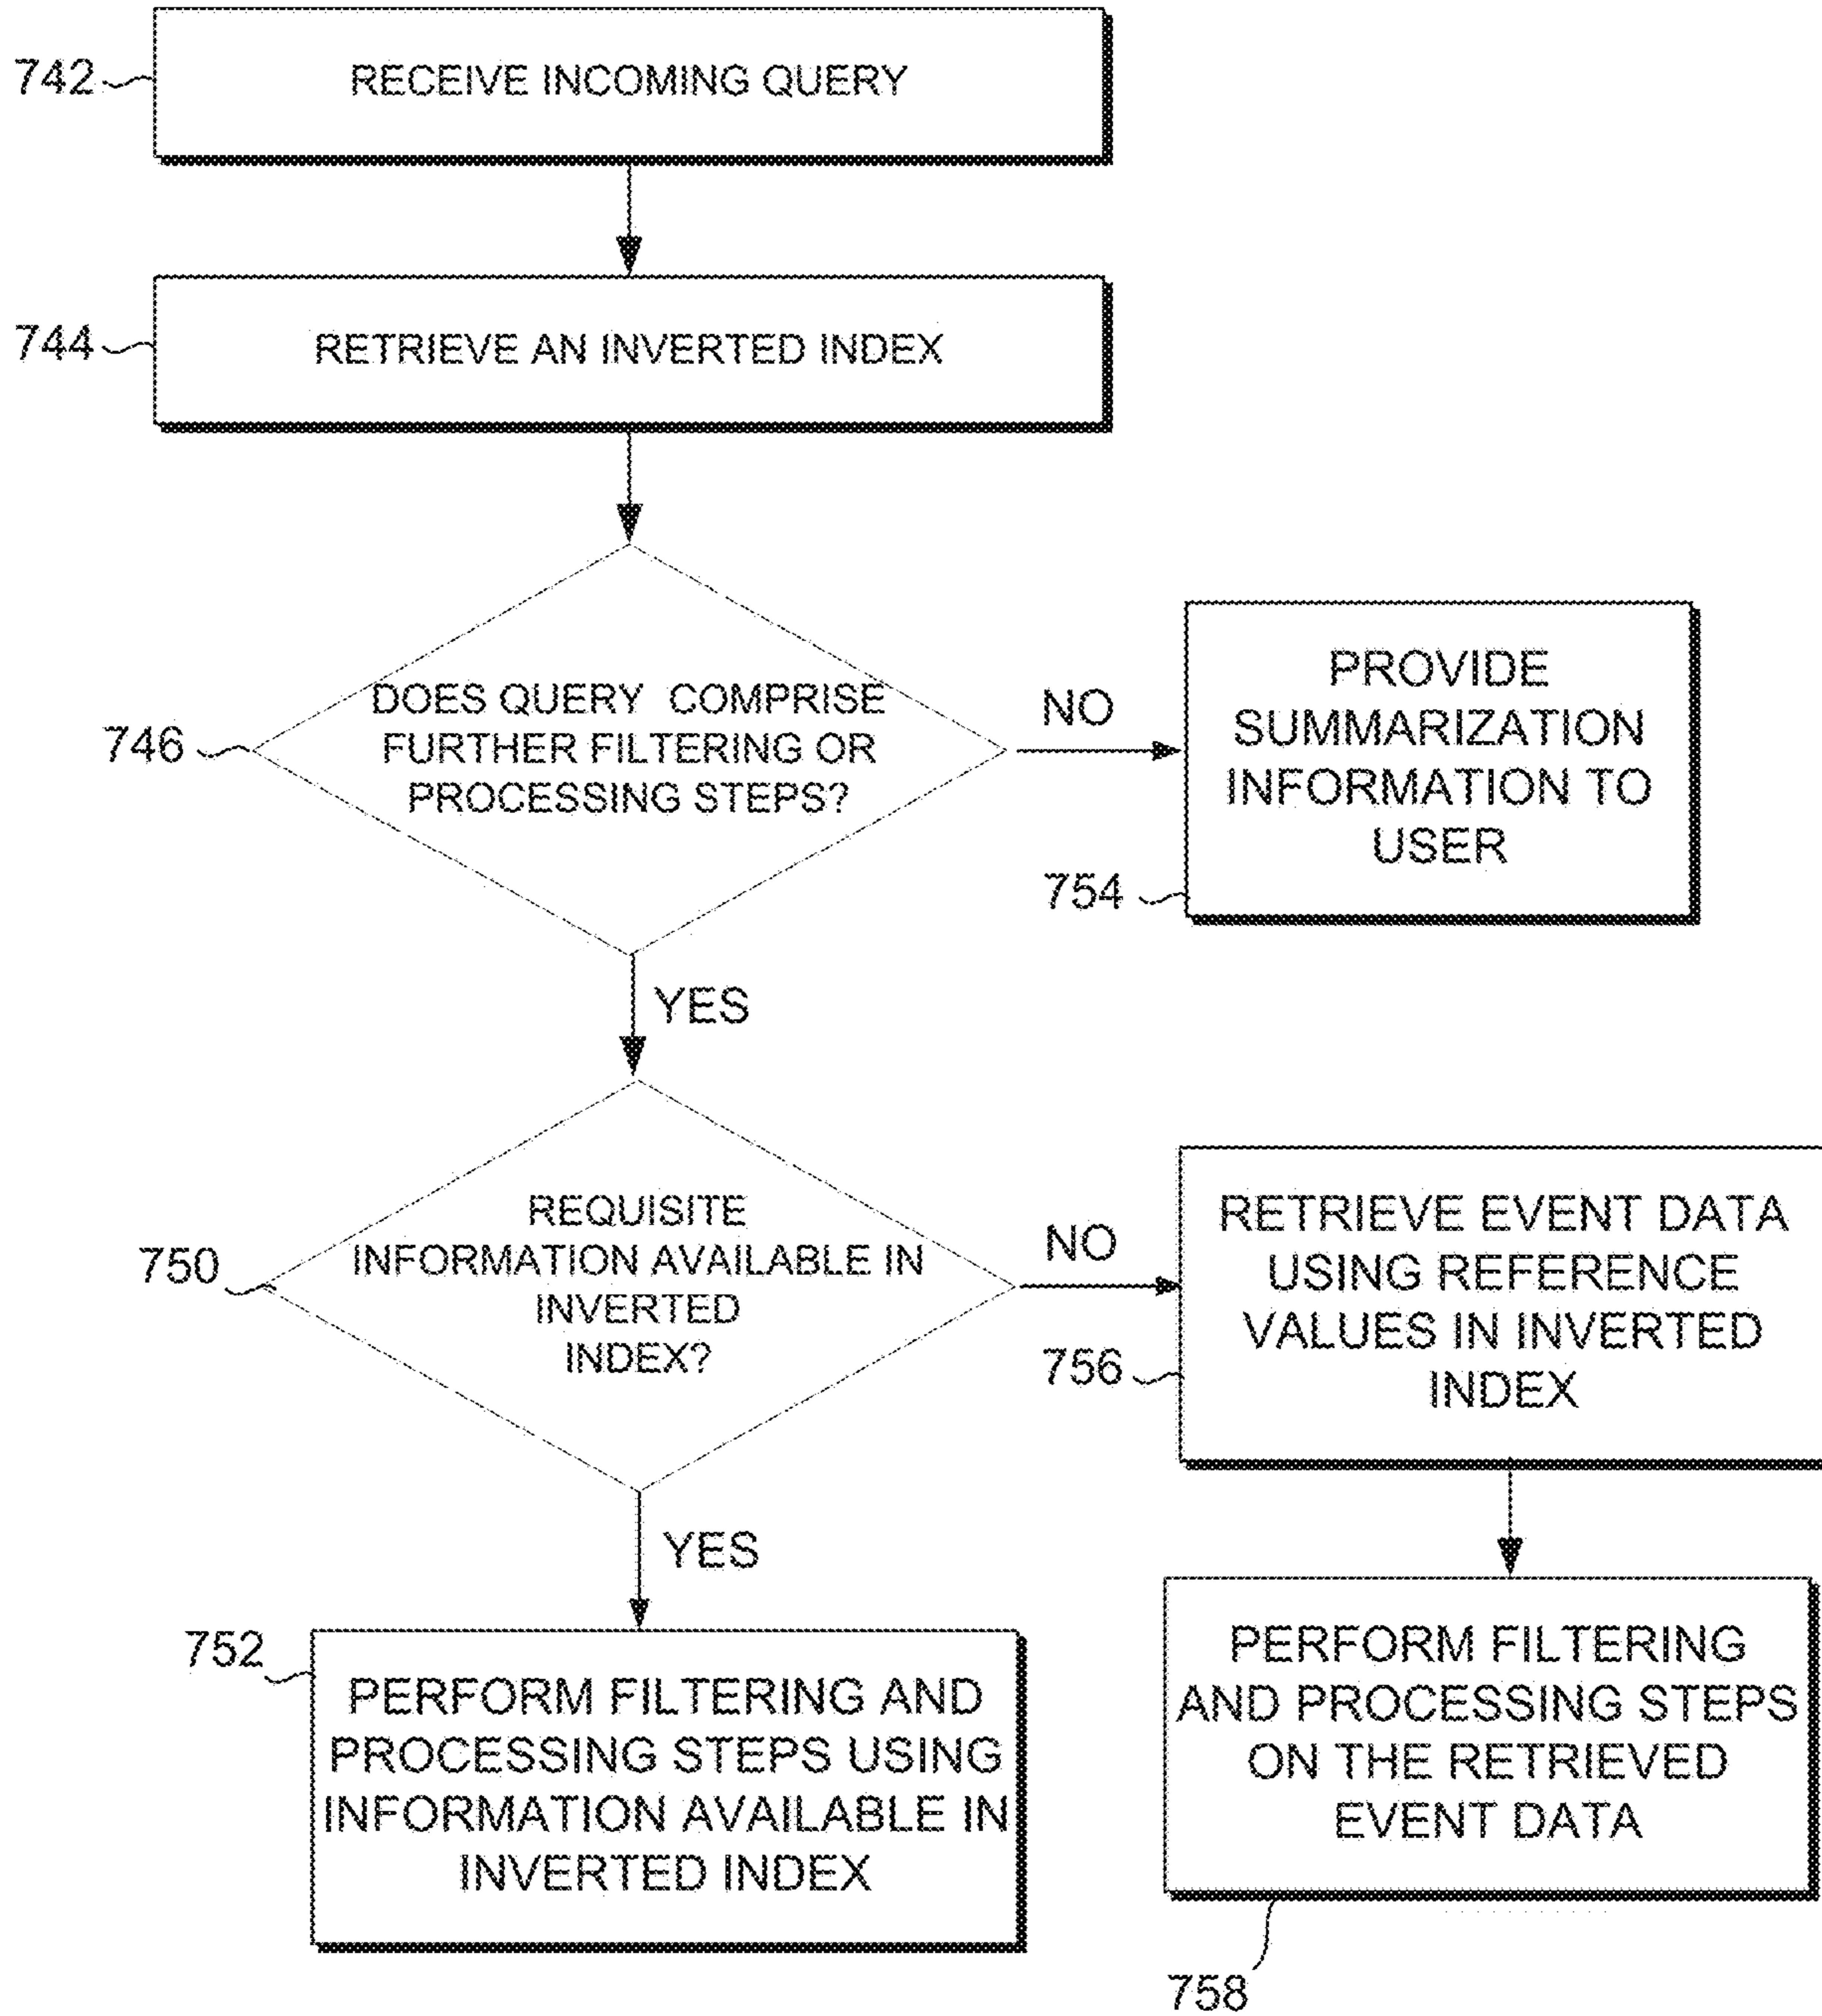 742
RECEIVE INCOMING QUERY
744
RETRIEVE AN INVERTED INDEX
746
DOES QUERY COMPRISE
FURTHER FILTERING OR
PROCESSING STEPS?
NO
PROVIDE
SUMMARIZATION
INFORMATION TO
USER
754
YES
750
REQUISITE
INFORMATION AVAILABLE IN
INVERTED
INDEX?
NO
RETRIEVE EVENT DATA
USING REFERENCE
VALUES IN INVERTED
INDEX
756
YES
752
PERFORM FILTERING AND
PROCESSING STEPS USING
INFORMATION AVAILABLE IN
INVERTED INDEX
PERFORM FILTERING
AND PROCESSING STEPS
ON THE RETRIEVED
EVENT DATA
758